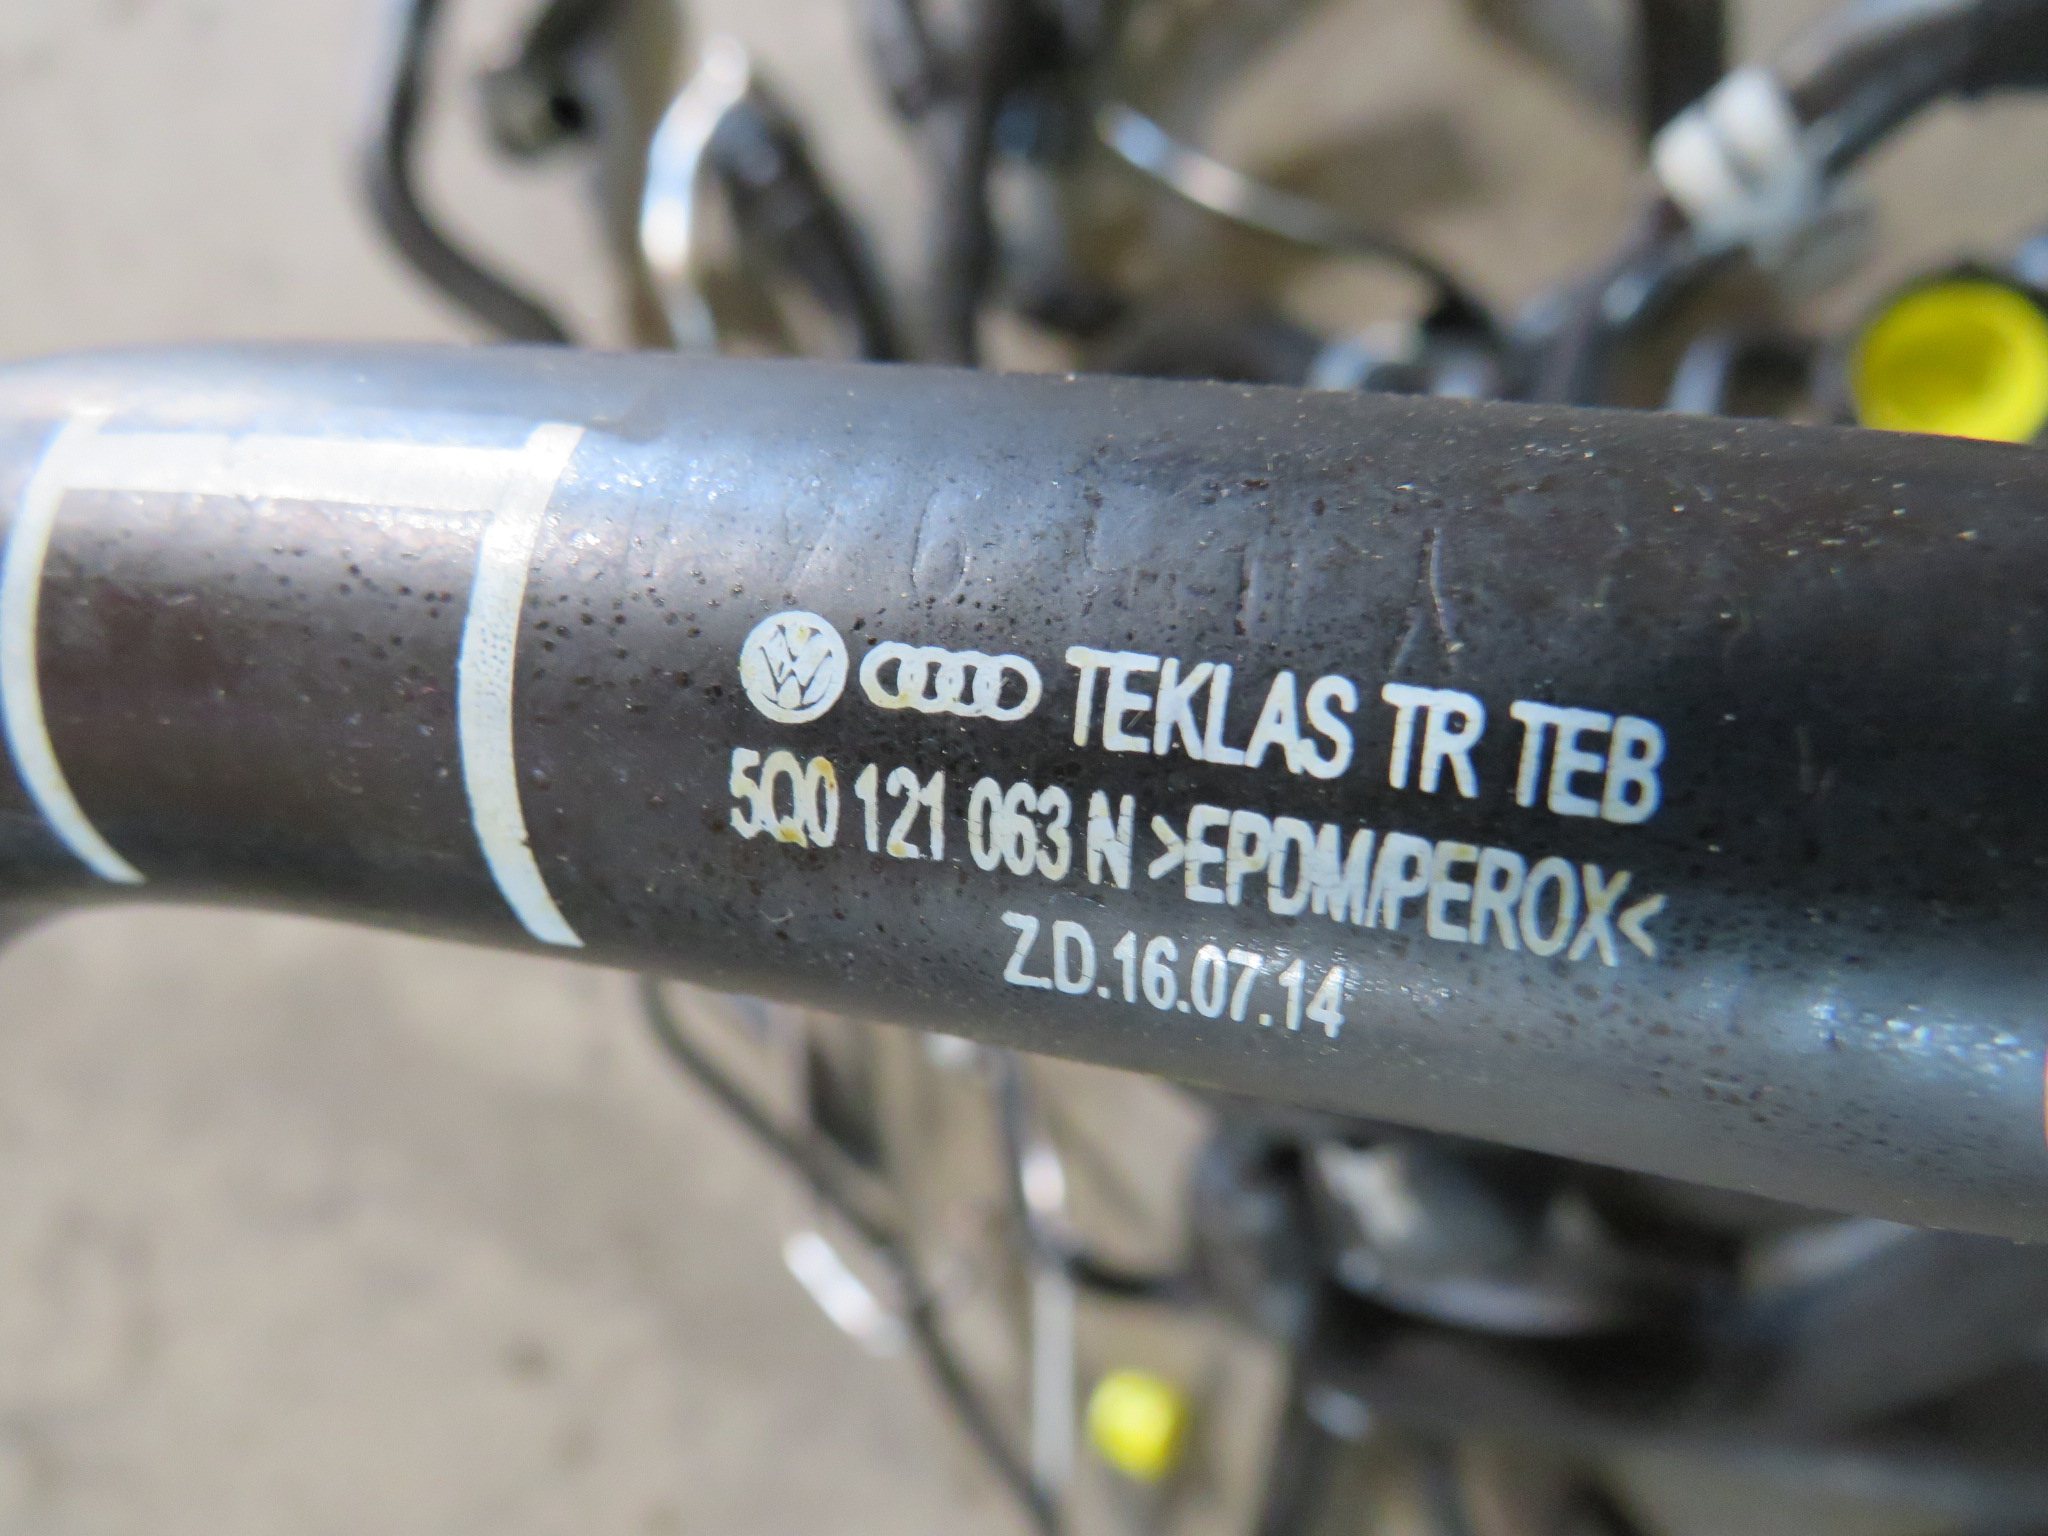 TEKLAS TR TEB
5Q0 121 063 N >EPDM/PEROX<
Z.D.16.07.14